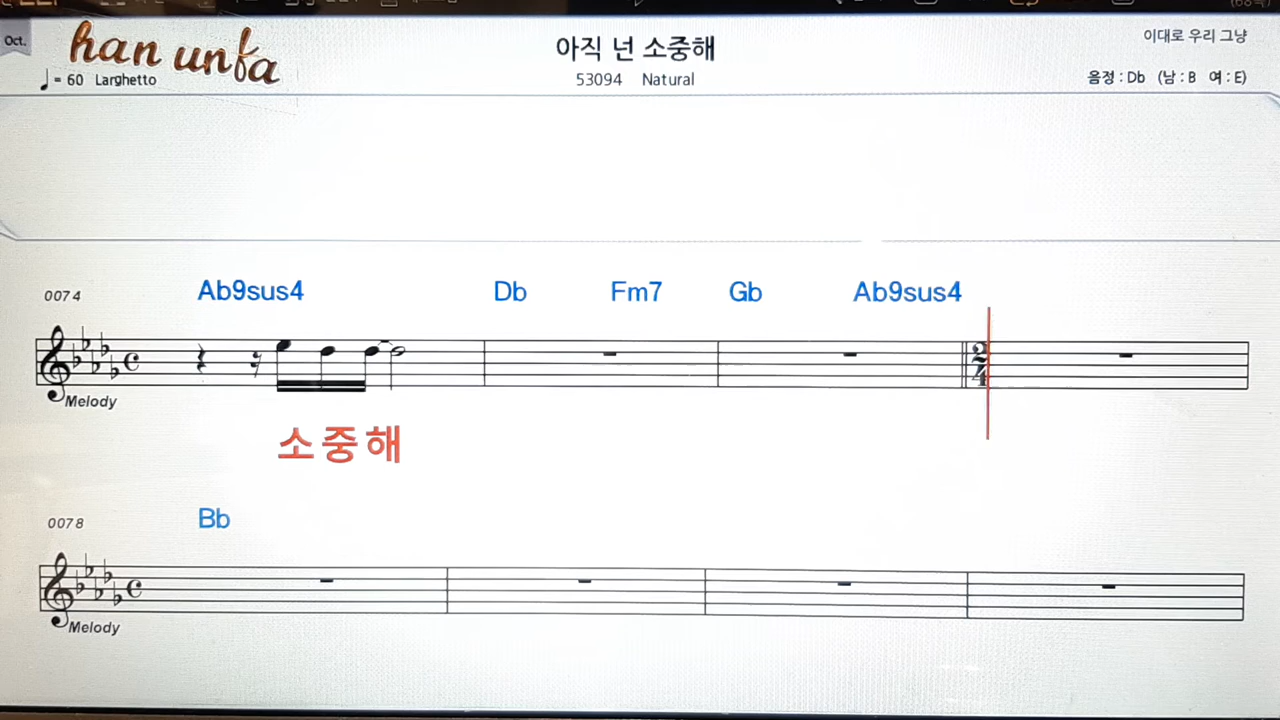 Oct.
han unfa
아직 넌 소중해
이대로 우리 그냥
♩= 60 Larghetto
53094 Natural
음정 : Db (남 : B 여 : E)
0074
Ab9sus4 Db Fm7 Gb Ab9sus4
2
4
Melody
소중해
0078
Bb
Melody